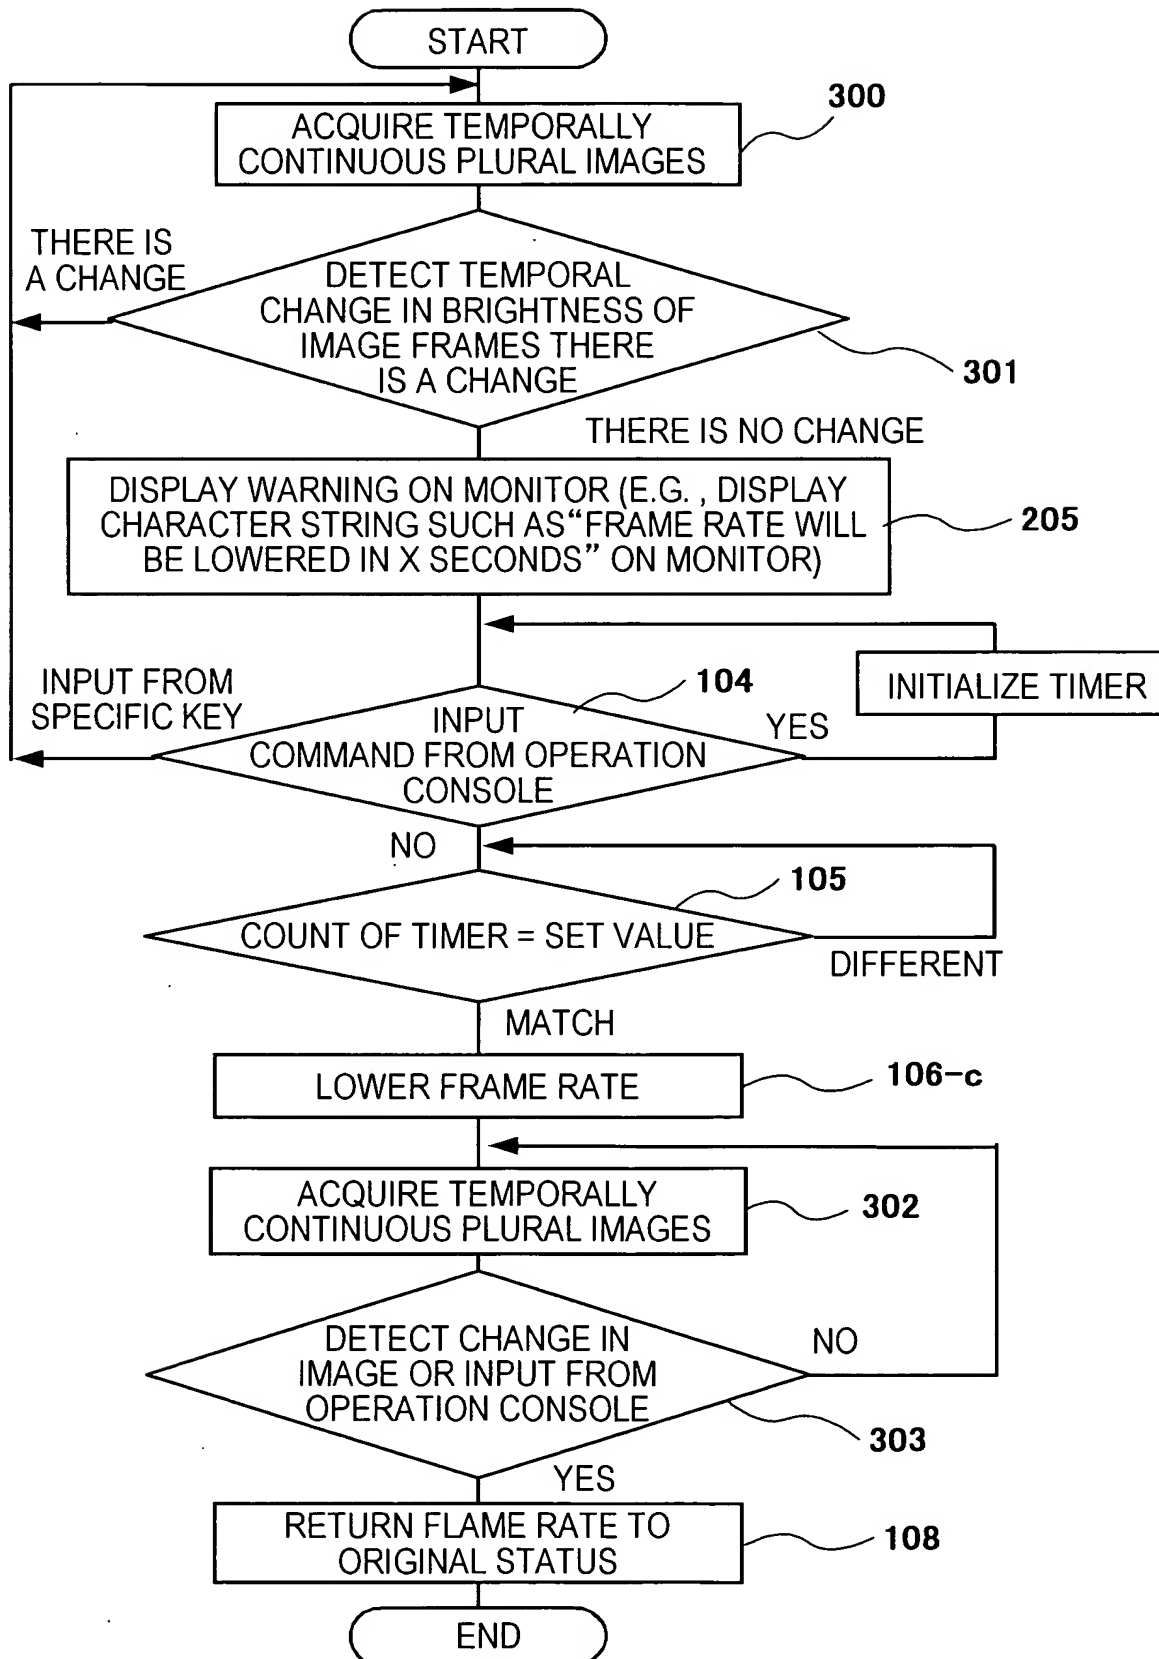 START
300
ACQUIRE TEMPORALLY
CONTINUOUS PLURAL IMAGES
THERE IS
A CHANGE
DETECT TEMPORAL
CHANGE IN BRIGHTNESS OF
IMAGE FRAMES THERE
IS A CHANGE
301
THERE IS NO CHANGE
DISPLAY WARNING ON MONITOR (E.G. , DISPLAY
CHARACTER STRING SUCH AS“FRAME RATE WILL
BE LOWERED IN X SECONDS” ON MONITOR)
205
INITIALIZE TIMER
INPUT FROM
SPECIFIC KEY
104
INPUT
COMMAND FROM OPERATION
CONSOLE
YES
NO
105
COUNT OF TIMER = SET VALUE
DIFFERENT
MATCH
LOWER FRAME RATE
106-c
ACQUIRE TEMPORALLY
CONTINUOUS PLURAL IMAGES
302
DETECT CHANGE IN
IMAGE OR INPUT FROM
OPERATION CONSOLE
NO
303
YES
RETURN FLAME RATE TO
ORIGINAL STATUS
108
END